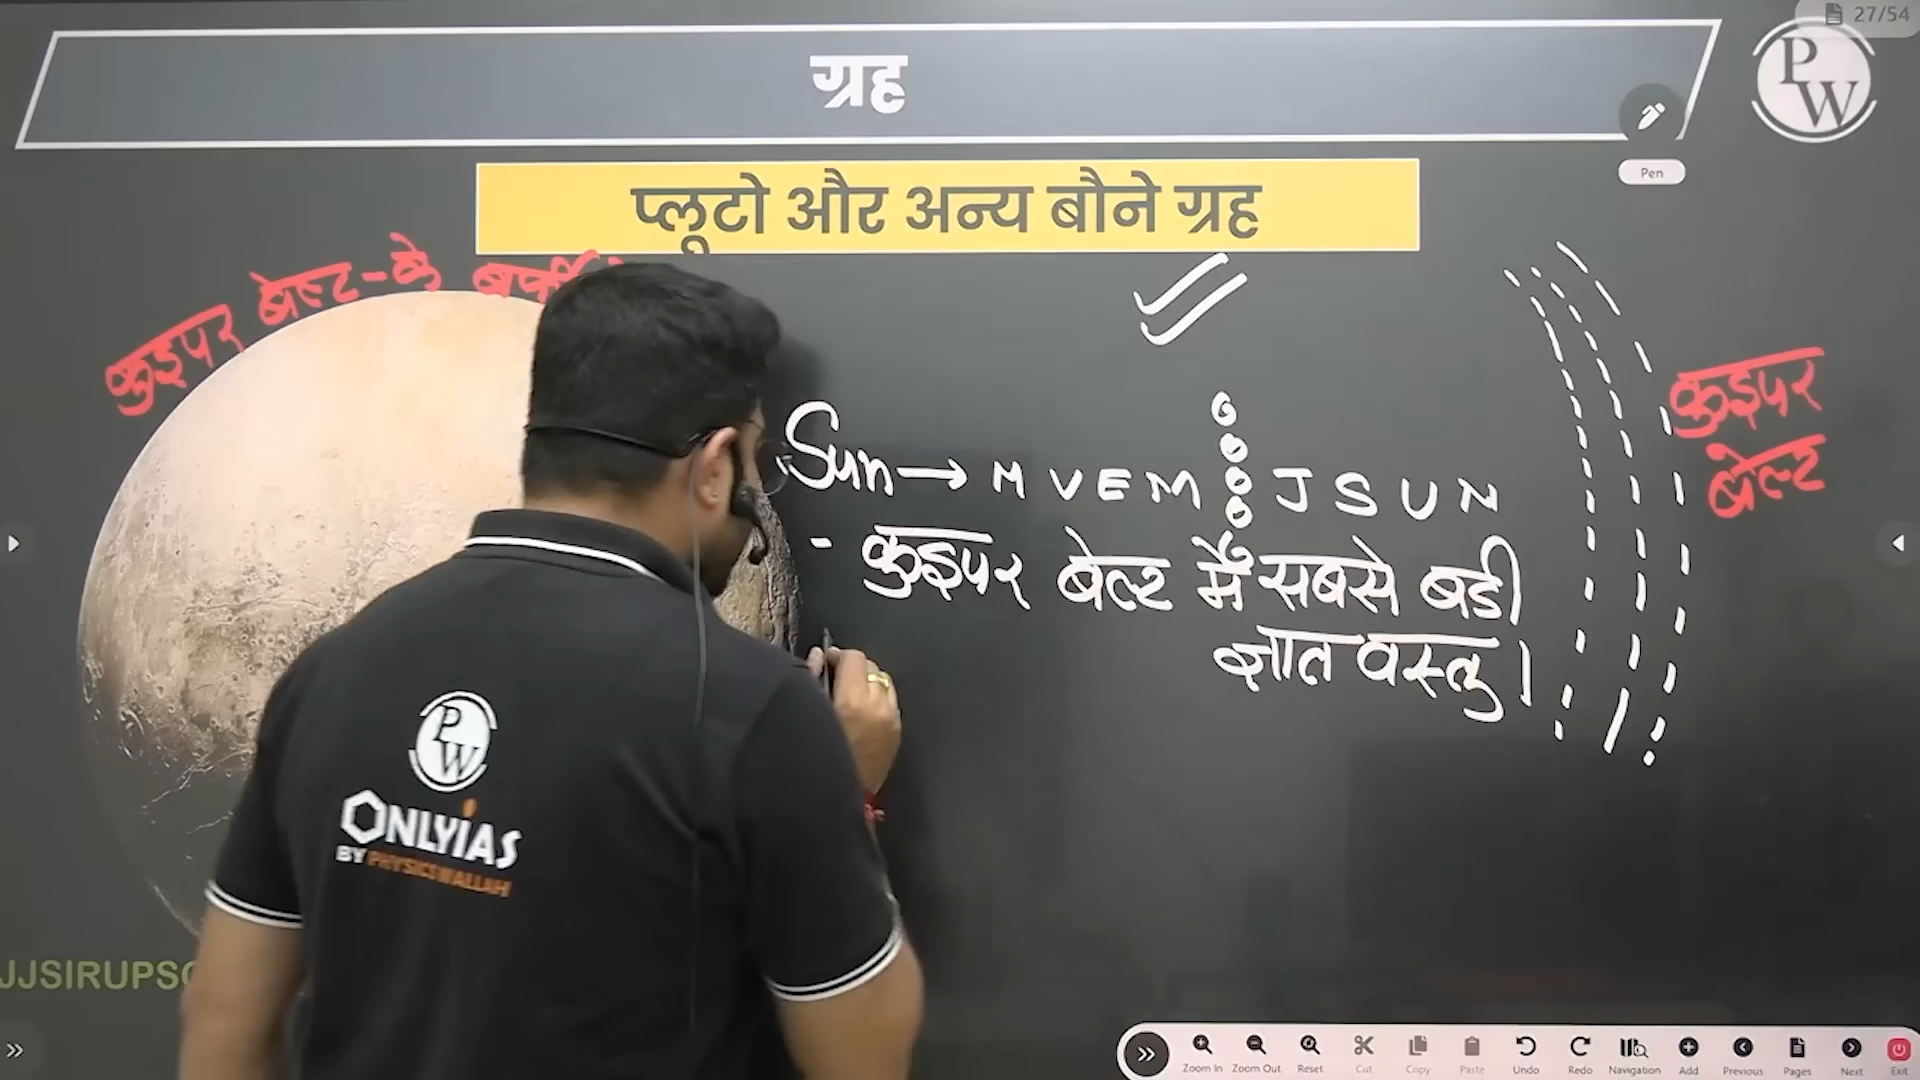 27/54
ग्रह
P
W
Pen
प्लूटो और अन्य बौने ग्रह
कुइपर बेल्ट-के
कुइपर
बेल्ट
Sun → M V E M J S U N
- कुइपर बेल्ट में सबसे बडी
ज्ञात वस्तु।
P
W
ONLYIAS
BY PHYSICSWALLAH
JJSIRUPSC
Zoom In Zoom Out Reset Cut Copy Paste Undo Redo Navigation Add Previous Pages Next Exit